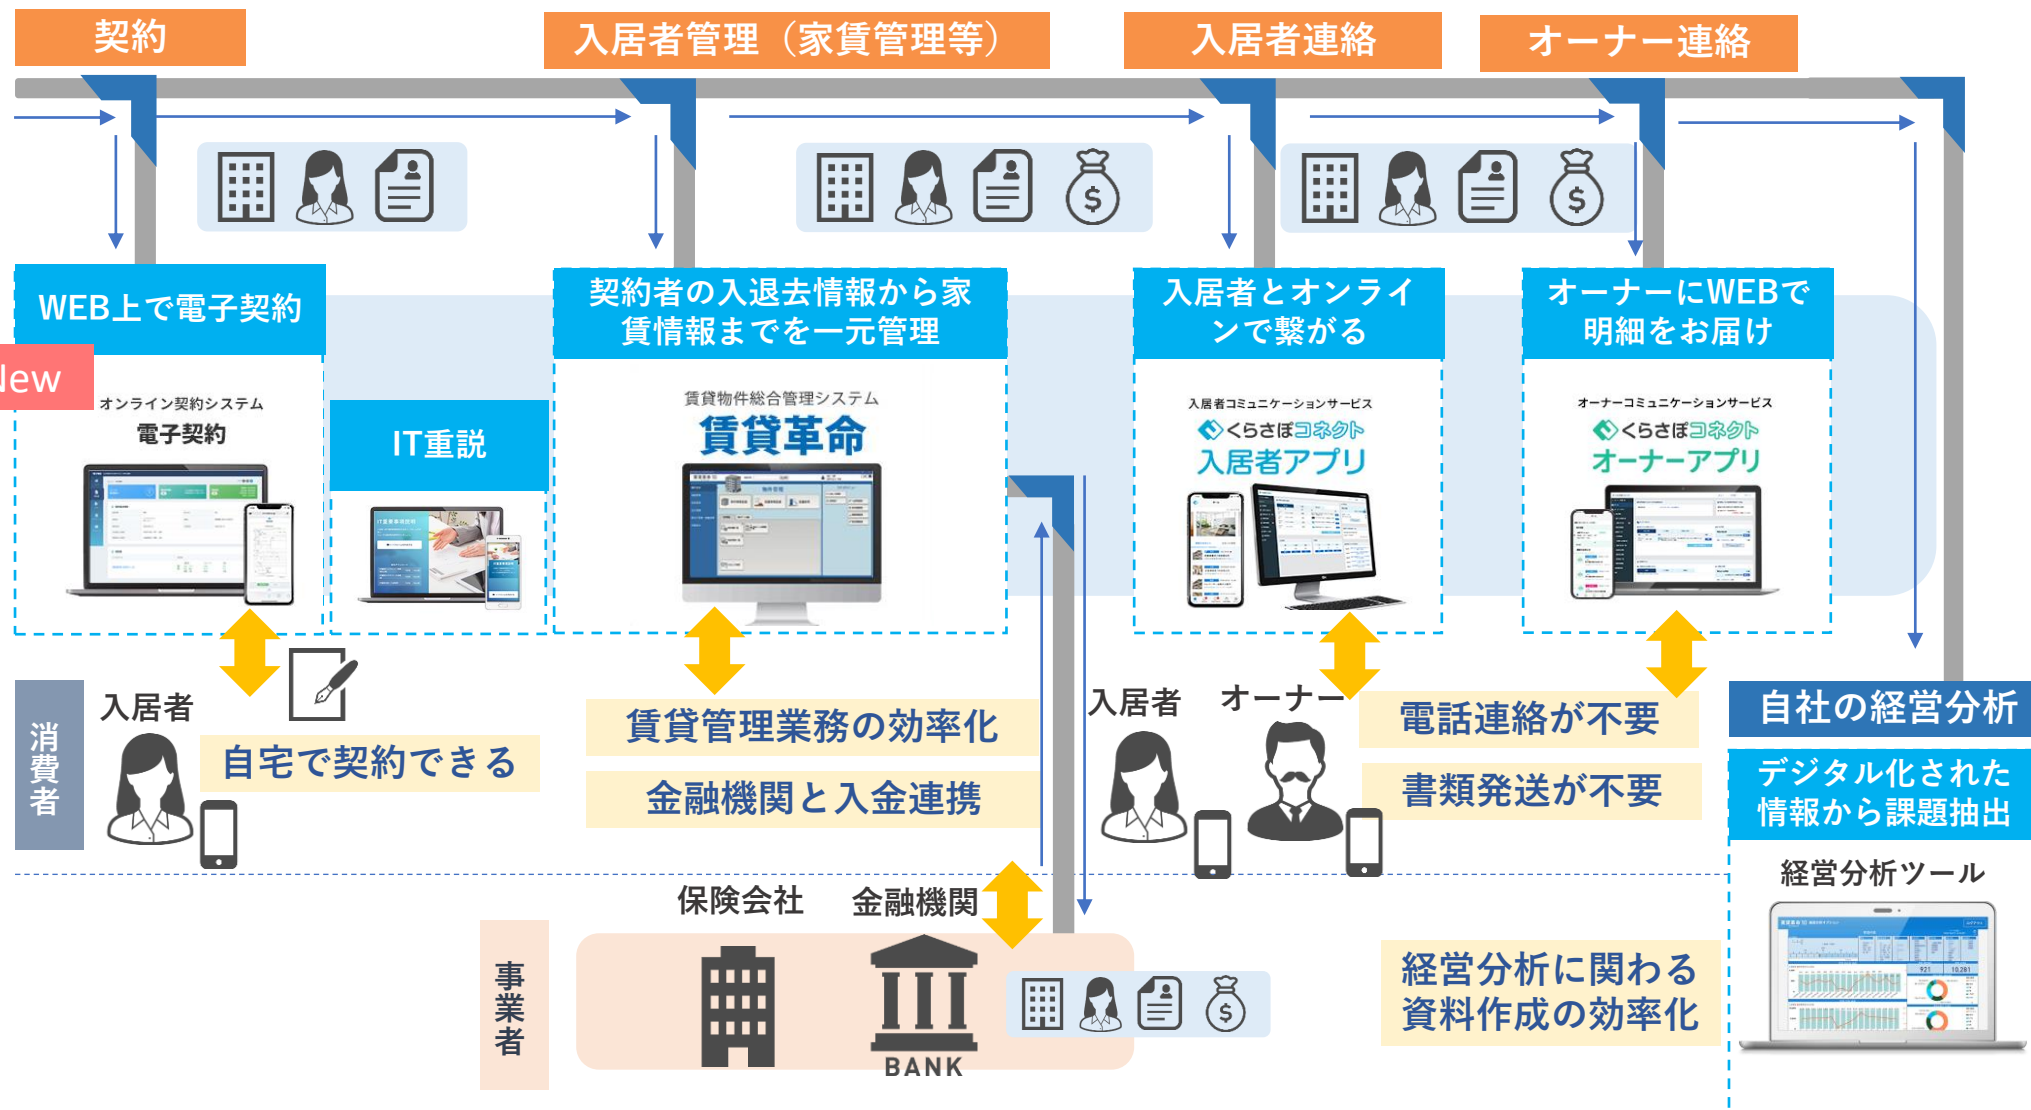 契約
入居者管理（家賃管理等）
入居者連絡
オーナー連絡
WEB上で電子契約
契約者の入退去情報から家
賃情報までを一元管理
入居者とオンライ
ンで繋がる
オーナーにWEBで
明細をお届け
New
オンライン契約システム
電子契約
IT重説
賃貸物件総合管理システム
賃貸革命
入居者コミュニケーションサービス
くらさぽコネクト
入居者アプリ
オーナーコミュニケーションサービス
くらさぽコネクト
オーナーアプリ
消費者
入居者
自宅で契約できる
賃貸管理業務の効率化
金融機関と入金連携
入居者
オーナー
電話連絡が不要
書類発送が不要
自社の経営分析
デジタル化された
情報から課題抽出
経営分析ツール
921
10,281
事業者
保険会社
金融機関
BANK
経営分析に関わる
資料作成の効率化